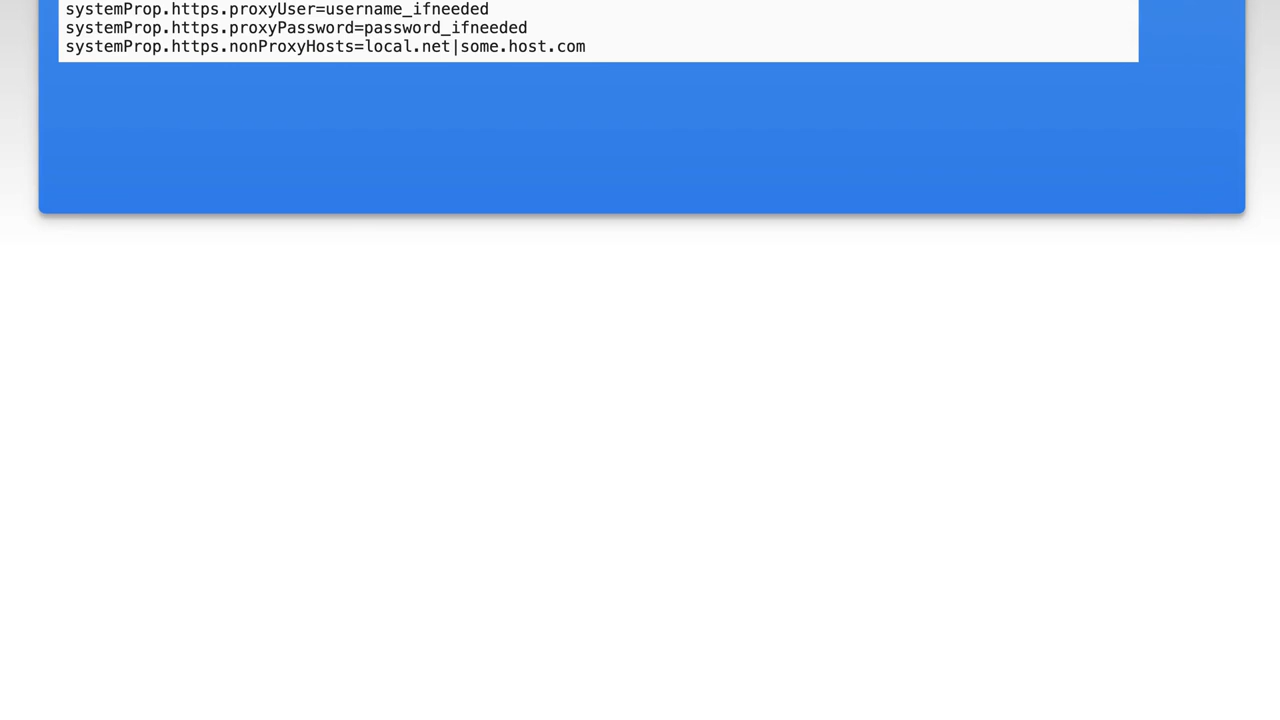 systemProp.https.proxyUser=username_ifneeded
systemProp.https.proxyPassword=password_ifneeded
systemProp.https.nonProxyHosts=local.net|some.host.com